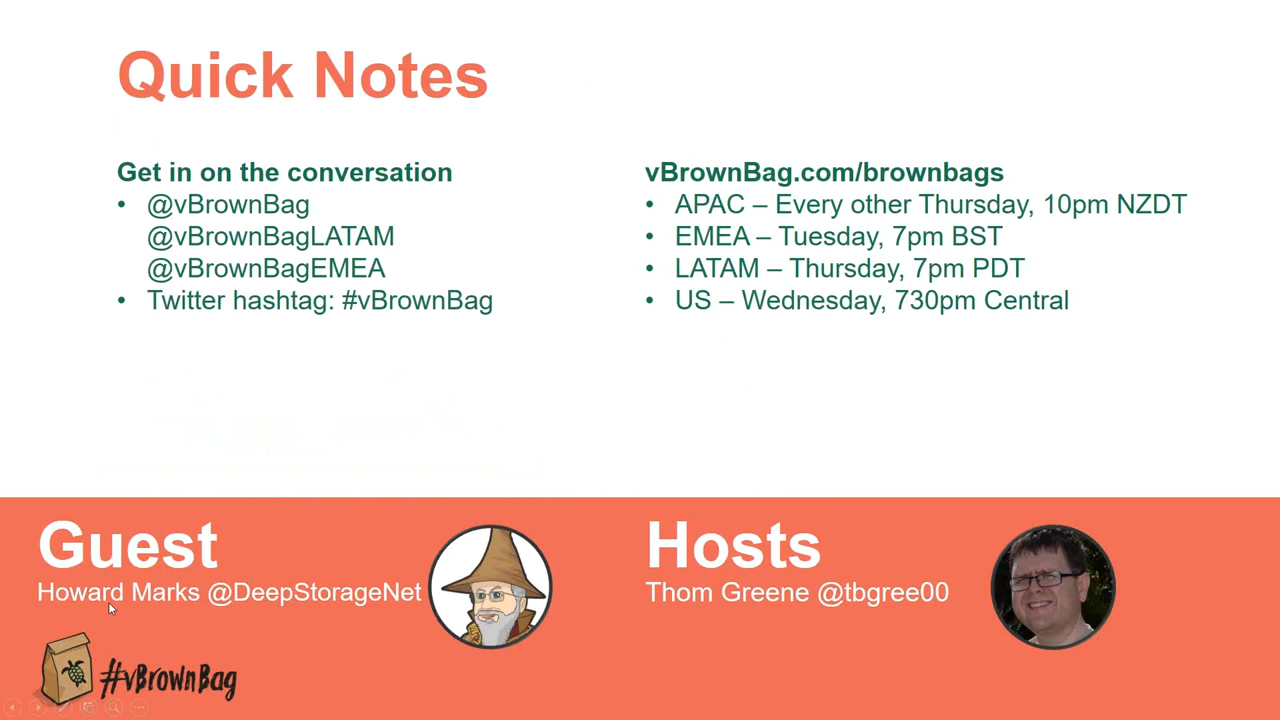 Quick Notes
Get in on the conversation
• @vBrownBag
@vBrownBagLATAM
@vBrownBagEMEA
• Twitter hashtag: #vBrownBag
vBrownBag.com/brownbags
• APAC – Every other Thursday, 10pm NZDT
• EMEA – Tuesday, 7pm BST
• LATAM – Thursday, 7pm PDT
• US – Wednesday, 730pm Central
Guest
Howard Marks @DeepStorageNet
Hosts
Thom Greene @tbgree00
#vBrownBag